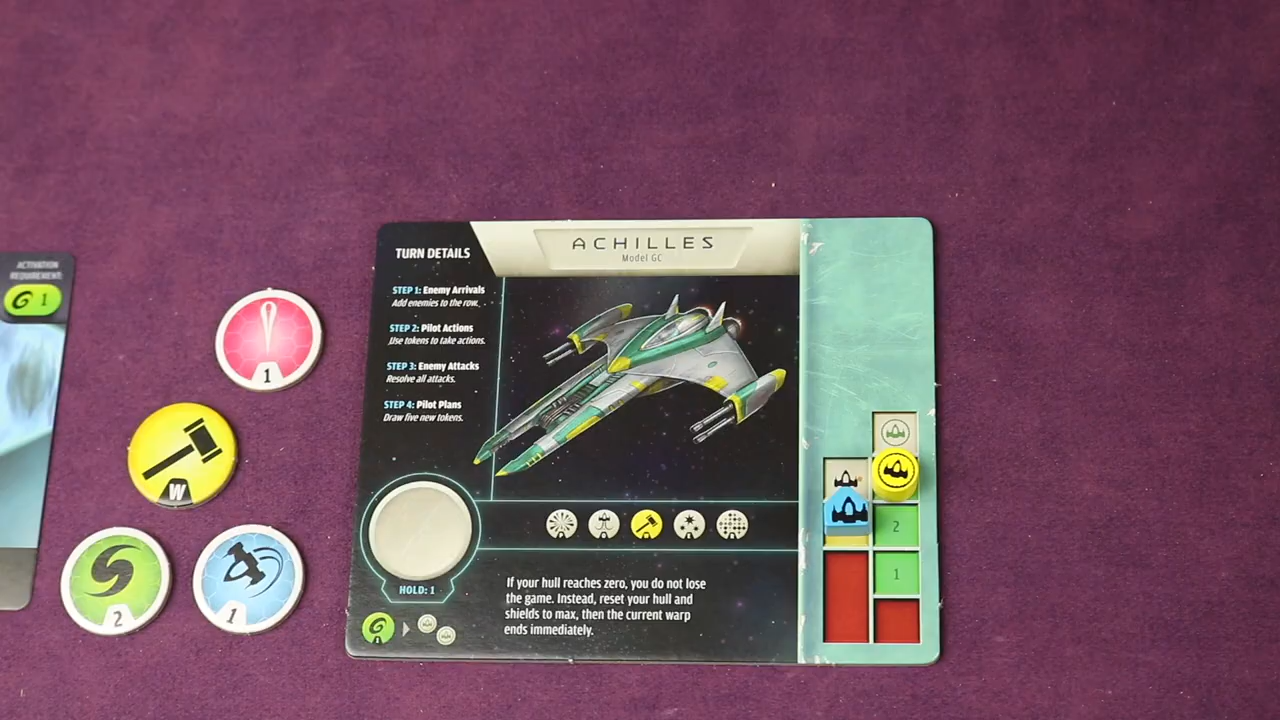 ACTIVATION
REQUIREMENT:
1
1
W
2
1
TURN DETAILS
STEP 1: Enemy Arrivals
Add enemies to the row.
STEP 2: Pilot Actions
Use tokens to take actions.
STEP 3: Enemy Attacks
Resolve all attacks.
STEP 4: Pilot Plans
Draw five new tokens.
HOLD: 1
ACHILLES
Model GC
If your hull reaches zero, you do not lose
the game. Instead, reset your hull and
shields to max, then the current warp
ends immediately.
2
1